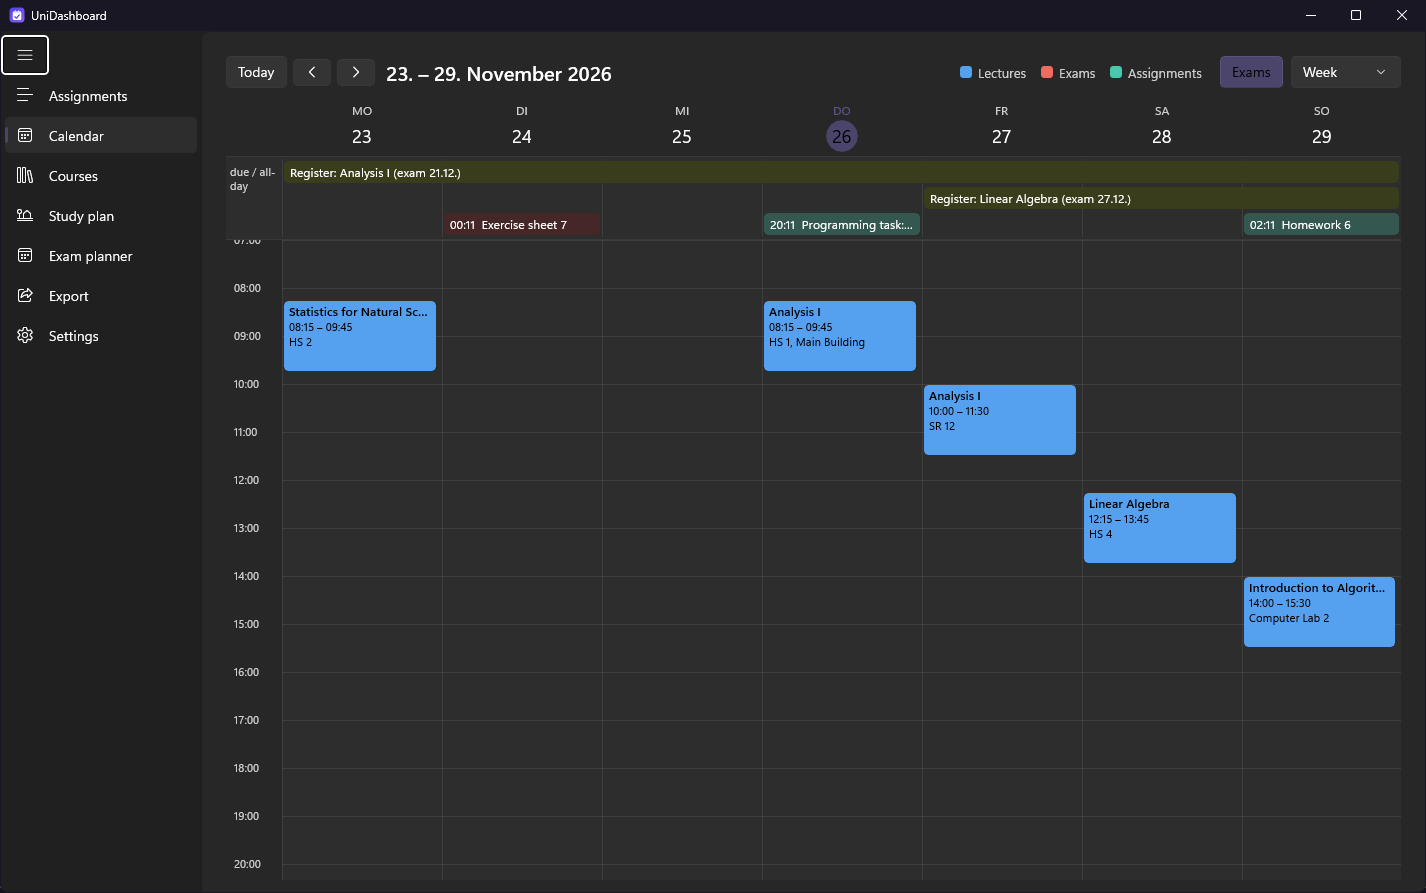 UniDashboard
Today
23. – 29. November 2026
Lectures
Exams
Assignments
Exams
Week
Assignments
Calendar
Courses
Study plan
Exam planner
Export
Settings
MO
DI
MI
DO
FR
SA
SO
23
24
25
26
27
28
29
due / all-
day
Register: Analysis I (exam 21.12.)
Register: Linear Algebra (exam 27.12.)
00:11 Exercise sheet 7
20:11 Programming task:...
02:11 Homework 6
07:00
08:00
Statistics for Natural Sc...
08:15 – 09:45
HS 2
Analysis I
08:15 – 09:45
HS 1, Main Building
09:00
10:00
Analysis I
10:00 – 11:30
SR 12
11:00
12:00
Linear Algebra
12:15 – 13:45
HS 4
13:00
14:00
Introduction to Algorit...
14:00 – 15:30
Computer Lab 2
15:00
16:00
17:00
18:00
19:00
20:00